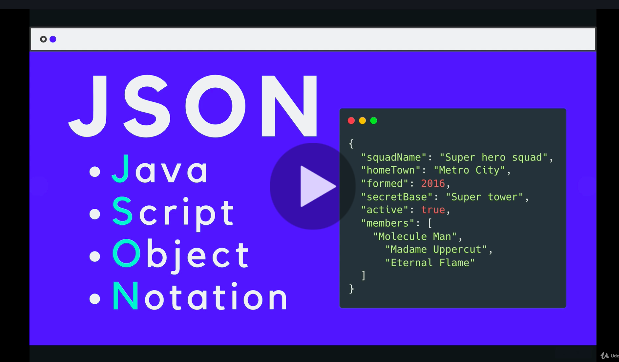 JSON
Java
Script
Object
Notation
{
"squadName": "Super hero squad",
"homeTown": "Metro City",
"formed": 2016,
"secretBase": "Super tower",
"active": true,
"members": [
"Molecule Man",
"Madame Uppercut",
"Eternal Flame"
]
}